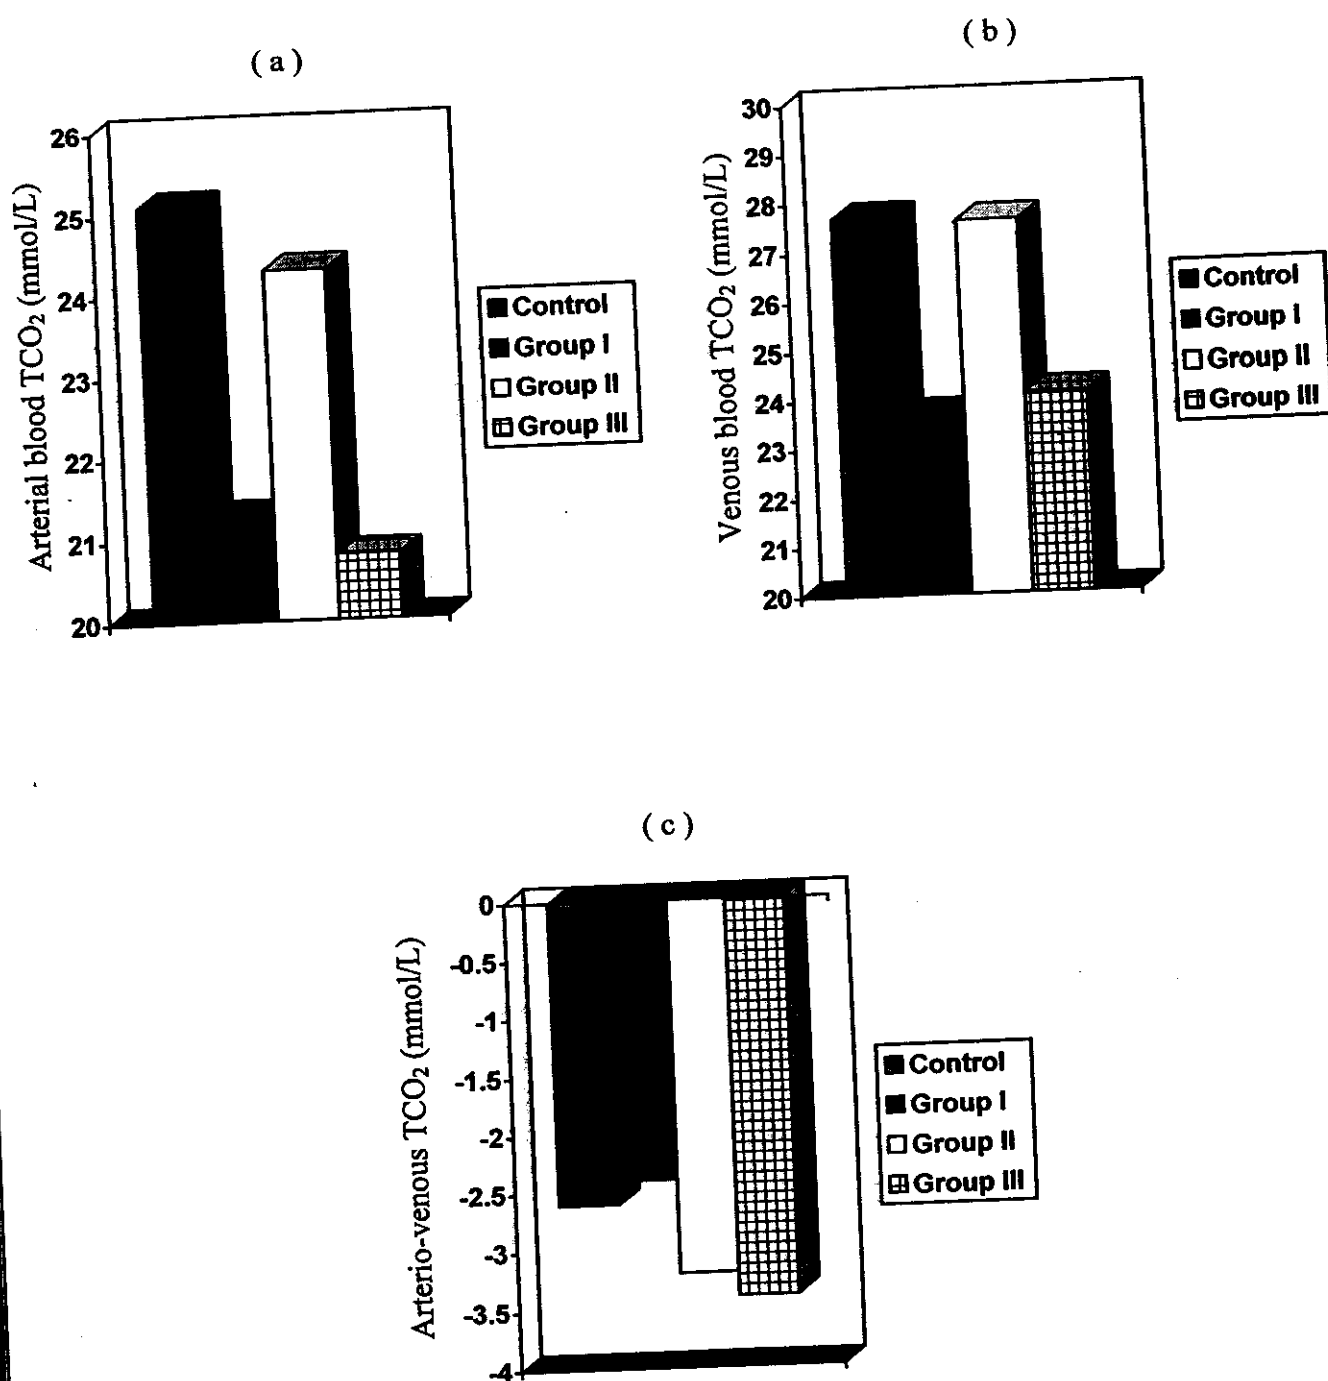 ( a )
Arterial blood TCO₂ (mmol/L)
26
25
24
23
22
21
20
Control
Group I
Group II
Group III
( b )
Venous blood TCO₂ (mmol/L)
30
29
28
27
26
25
24
23
22
21
20
Control
Group I
Group II
Group III
( c )
Arterio-venous TCO₂ (mmol/L)
0
-0.5
-1
-1.5
-2
-2.5
-3
-3.5
-4
Control
Group I
Group II
Group III